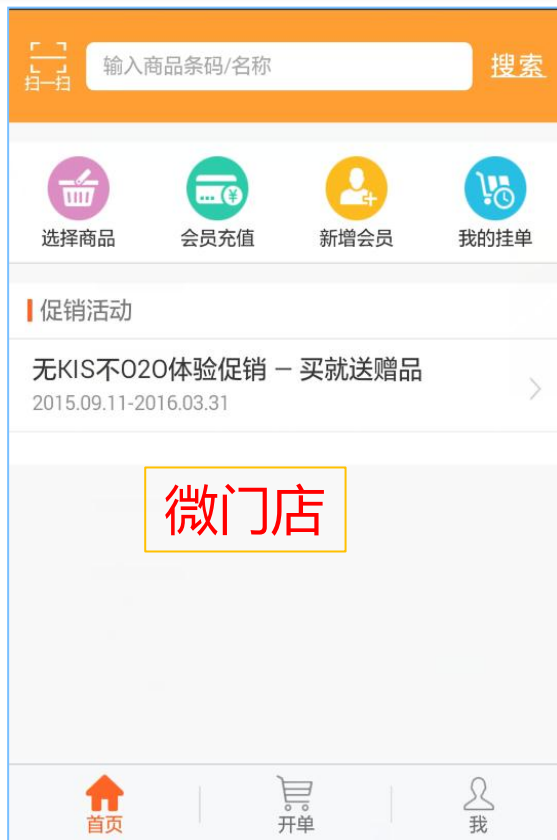 扫一扫
输入商品条码/名称
搜索
选择商品
会员充值
新增会员
我的挂单
促销活动
无KIS不O2O体验促销 – 买就送赠品
2015.09.11-2016.03.31
微门店
首页
开单
我